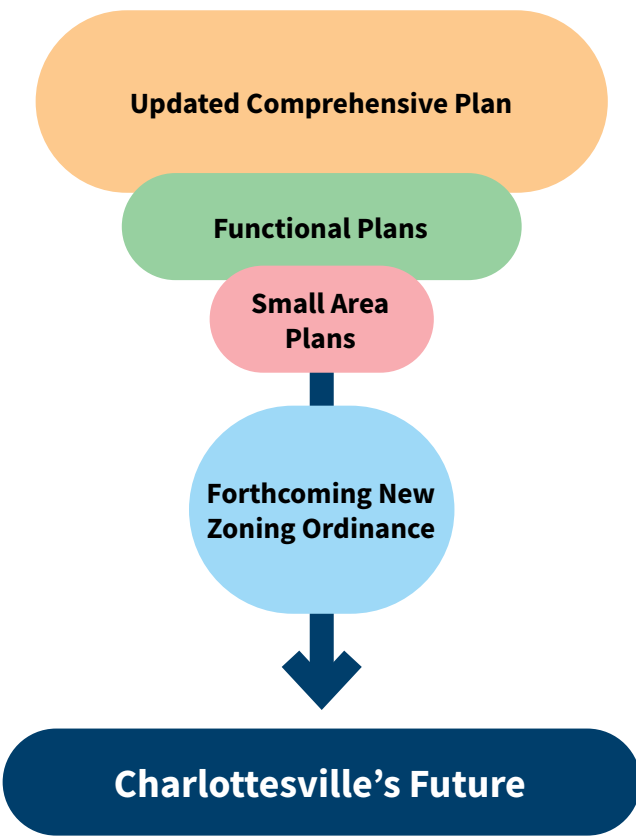 Updated Comprehensive Plan
Functional Plans
Small Area
Plans
Forthcoming New
Zoning Ordinance
Charlottesville’s Future